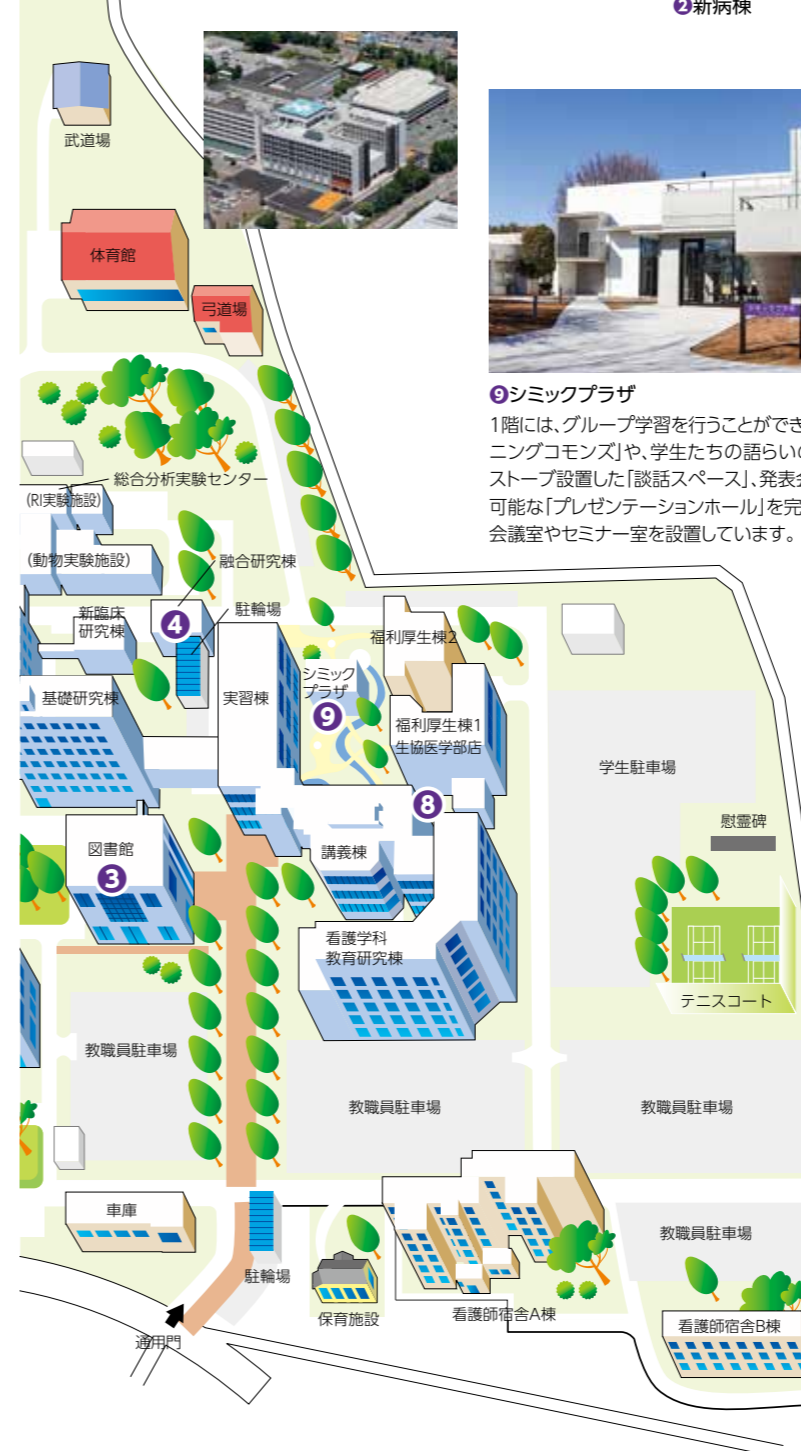 ❷新病棟
武道場
体育館
弓道場
❾シミックプラザ
1階には、グループ学習を行うことができ
ニングコモンズ」や、学生たちの語らいの
ストーブ設置した「談話スペース」、発表会
可能な「プレゼンテーションホール」を完
会議室やセミナー室を設置しています。
総合分析実験センター
(RI実験施設)
(動物実験施設)
融合研究棟
新臨床
研究棟
❹
駐輪場
福利厚生棟2
基礎研究棟
実習棟
シミック
プラザ
❾
福利厚生棟1
生協医学部店
学生駐車場
❽
慰霊碑
図書館
❸
講義棟
看護学科
教育研究棟
テニスコート
教職員駐車場
教職員駐車場
教職員駐車場
車庫
教職員駐車場
駐輪場
保育施設
看護師宿舎A棟
看護師宿舎B棟
通用門